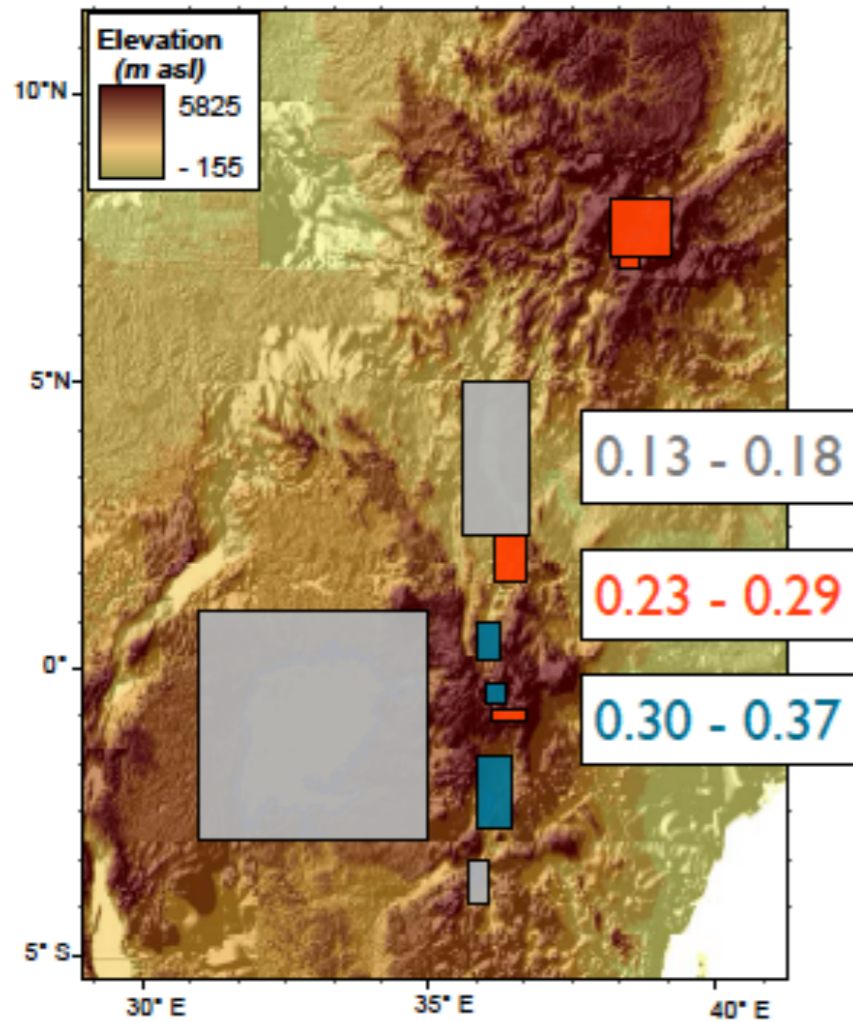 Elevation
(m asl)
5825
- 155
10°N
5°N
0°
5° S
30° E
35° E
40° E
0.13 - 0.18
0.23 - 0.29
0.30 - 0.37